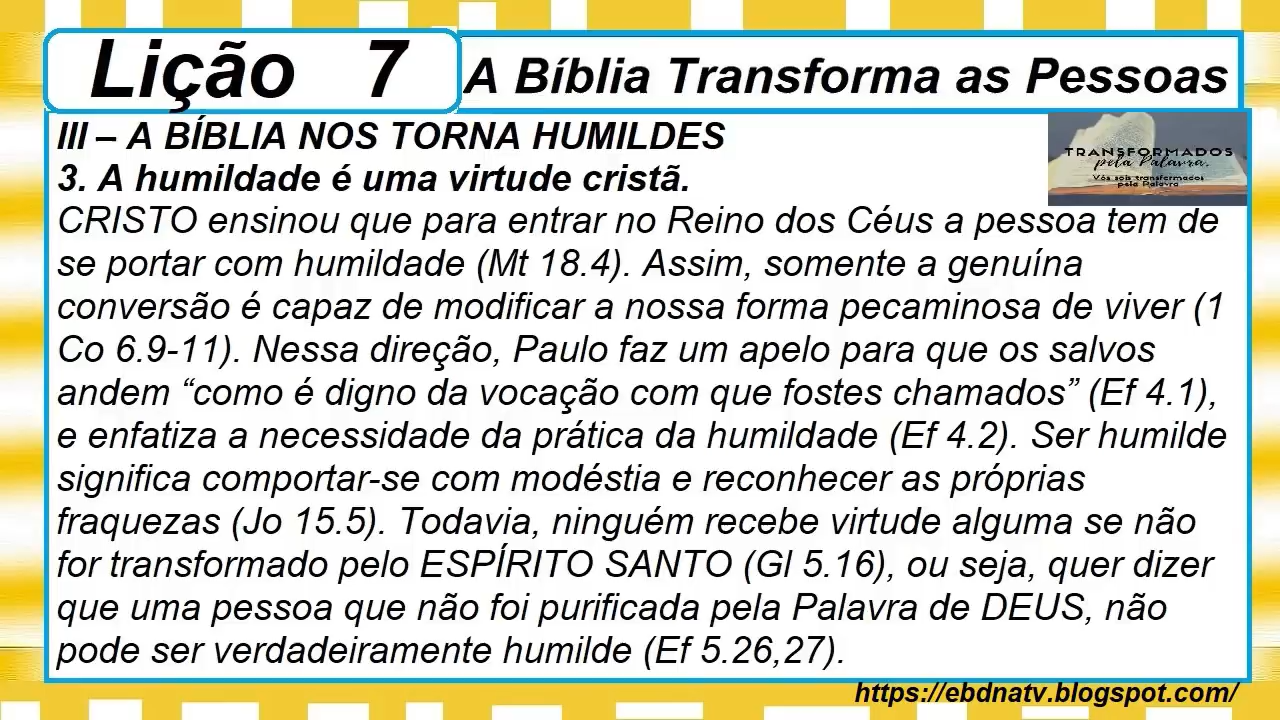 Lição 7
A Bíblia Transforma as Pessoas
III – A BÍBLIA NOS TORNA HUMILDES
3. A humildade é uma virtude cristã.
TRANSFORMADOS
pela Palavra.
Vós sois transformados
pela Palavra
CRISTO ensinou que para entrar no Reino dos Céus a pessoa tem de
se portar com humildade (Mt 18.4). Assim, somente a genuína
conversão é capaz de modificar a nossa forma pecaminosa de viver (1
Co 6.9-11). Nessa direção, Paulo faz um apelo para que os salvos
andem “como é digno da vocação com que fostes chamados” (Ef 4.1),
e enfatiza a necessidade da prática da humildade (Ef 4.2). Ser humilde
significa comportar-se com modéstia e reconhecer as próprias
fraquezas (Jo 15.5). Todavia, ninguém recebe virtude alguma se não
for transformado pelo ESPÍRITO SANTO (Gl 5.16), ou seja, quer dizer
que uma pessoa que não foi purificada pela Palavra de DEUS, não
pode ser verdadeiramente humilde (Ef 5.26,27).
https://ebdnatv.blogspot.com/